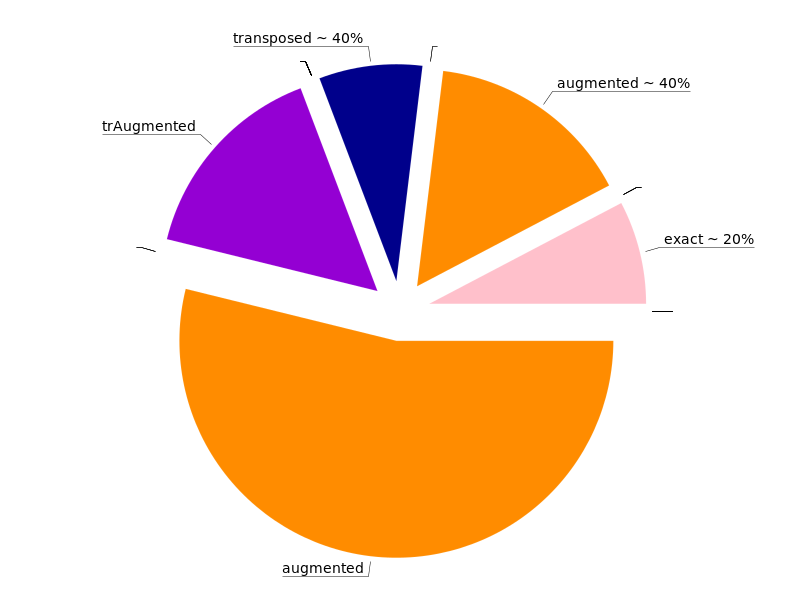 transposed ~ 40%
augmented ~ 40%
trAugmented
exact ~ 20%
augmented